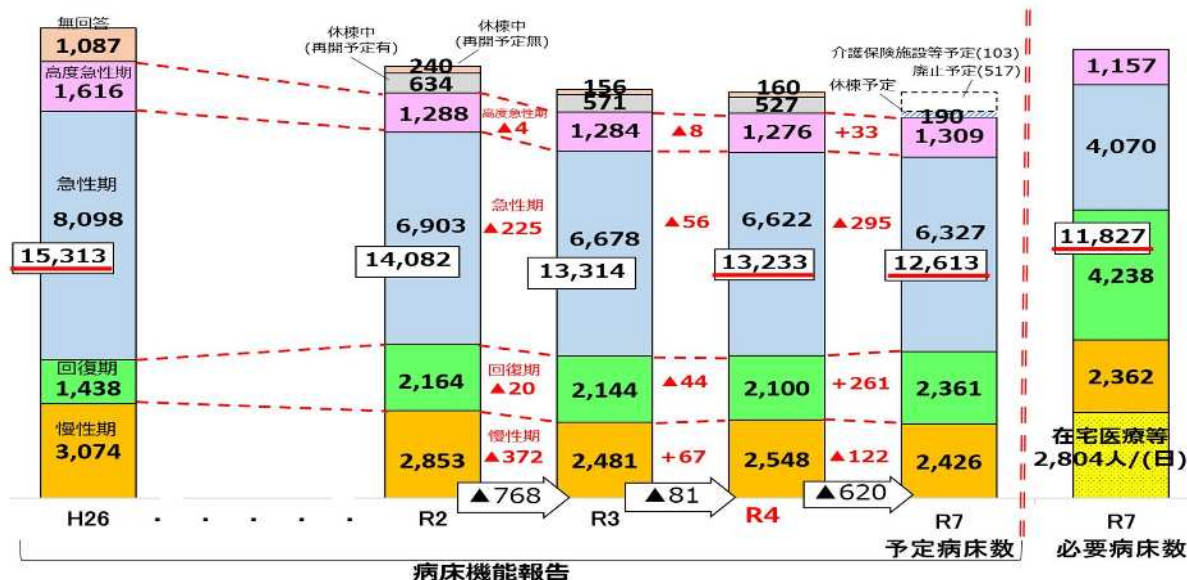 無回答
1,087
高度急性期
1,616
急性期
8,098
15,313
回復期
1,438
慢性期
3,074
H26
・ ・ ・ ・ ・
休棟中
(再開予定有)
休棟中
(再開予定無)
240
634
1,288
6,903
14,082
2,164
2,853
R2
高度急性期
▲4
急性期
▲225
回復期
▲20
慢性期
▲372
▲768
156
571
1,284
6,678
13,314
2,144
2,481
R3
▲8
▲56
▲44
+67
▲81
160
527
1,276
6,622
13,233
2,100
2,548
R4
+33
▲295
+261
▲122
▲620
介護保険施設等予定(103)
廃止予定(517)
休棟予定
190
1,309
6,327
12,613
2,361
2,426
R7
予定病床数
病床機能報告
1,157
4,070
11,827
4,238
2,362
在宅医療等
2,804人/(日)
R7
必要病床数